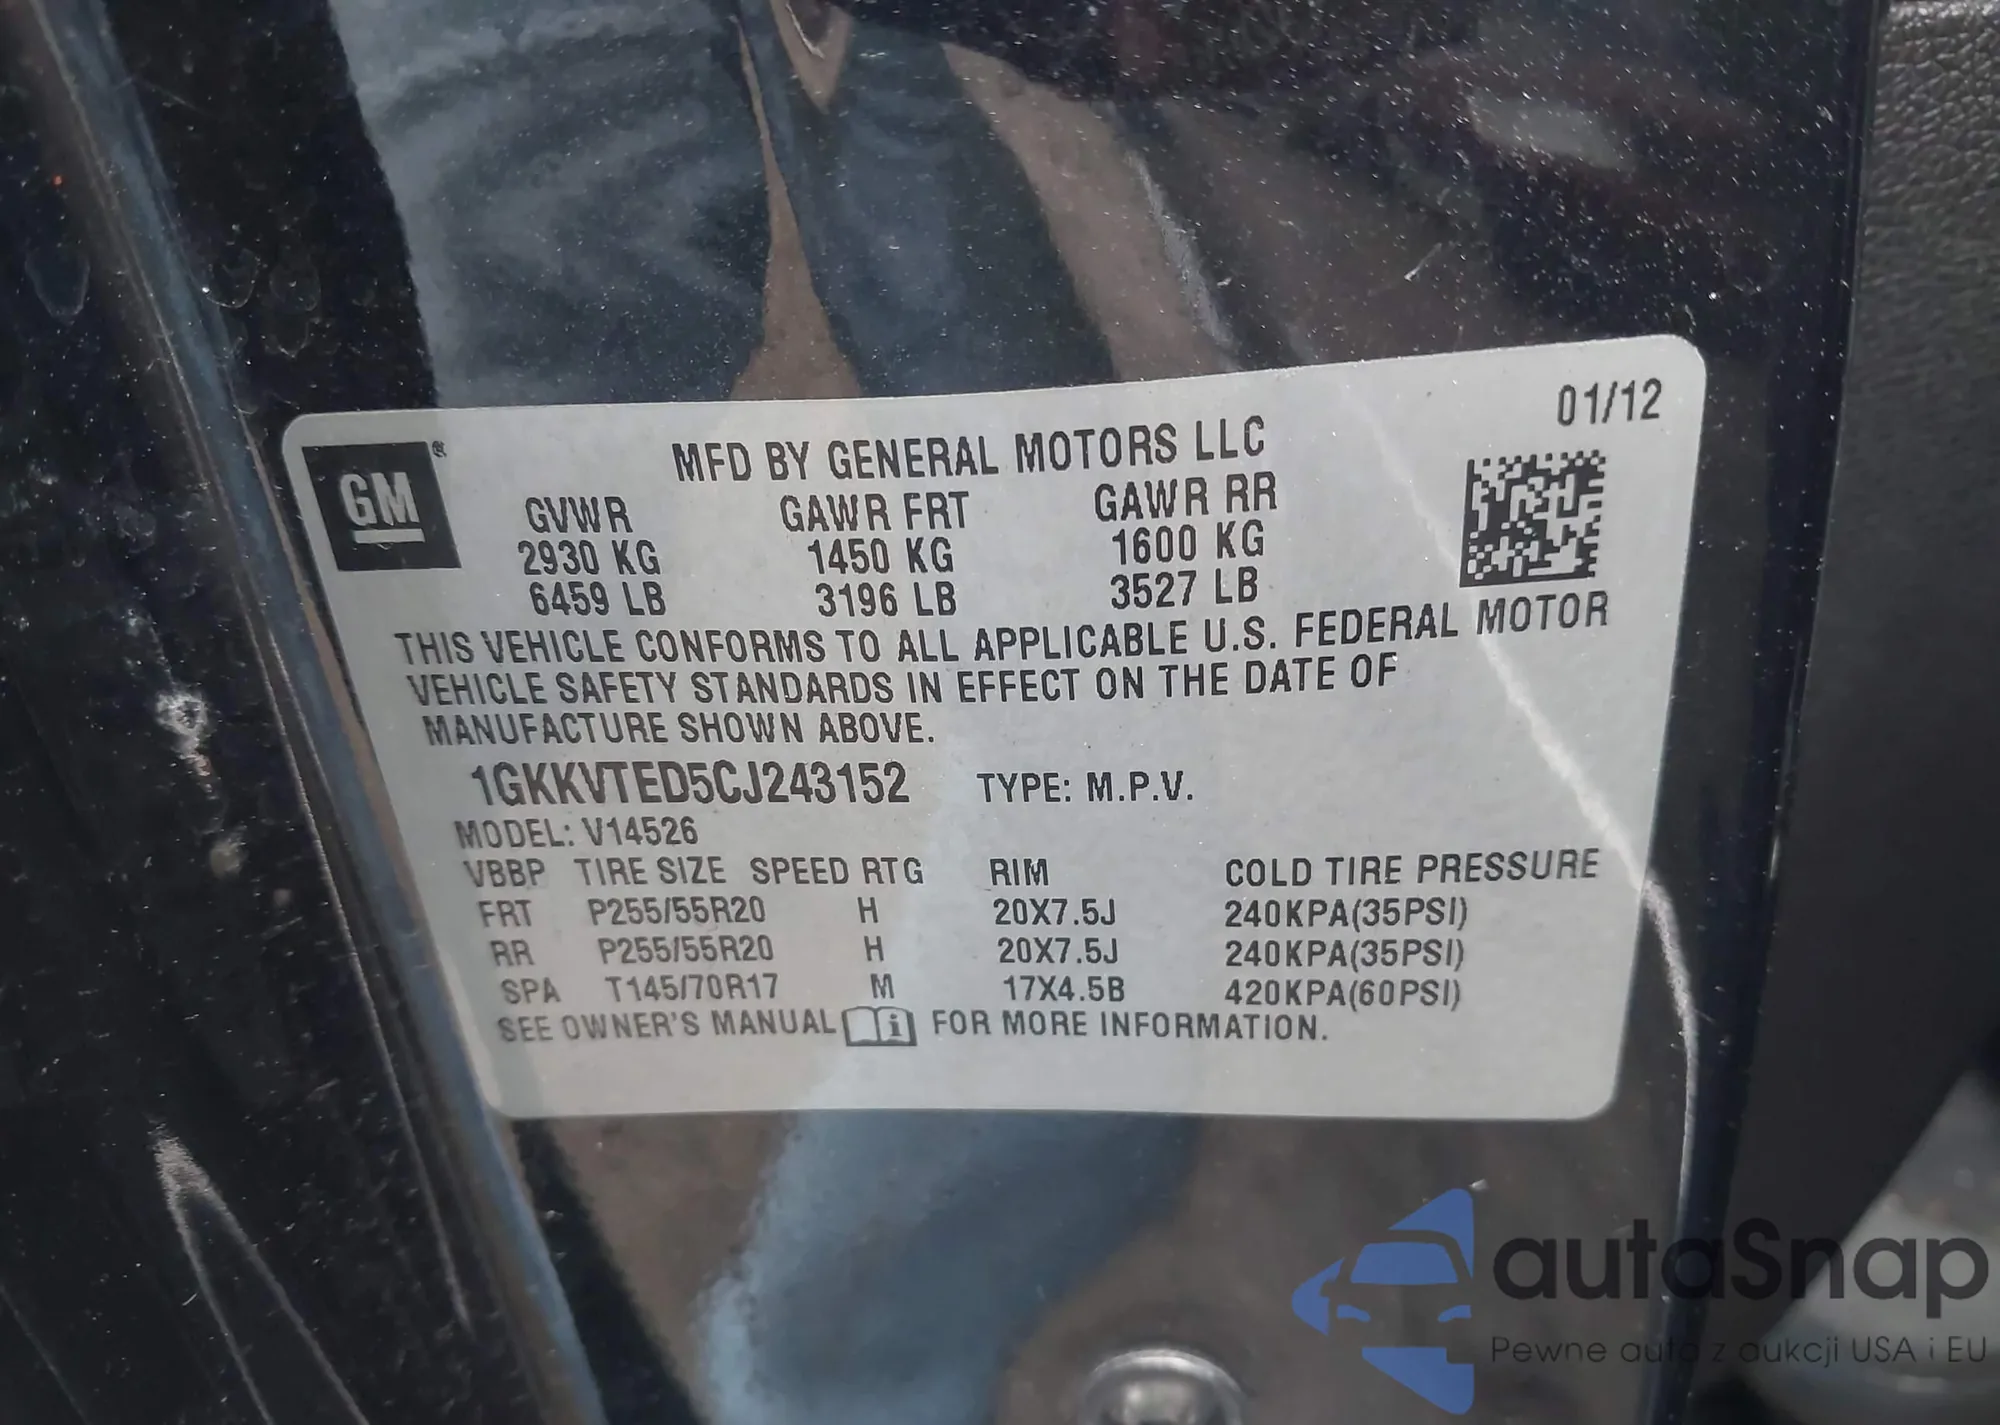 01/12
GM®
MFD BY GENERAL MOTORS LLC
GVWR GAWR FRT GAWR RR
2930 KG 1450 KG 1600 KG
6459 LB 3196 LB 3527 LB
THIS VEHICLE CONFORMS TO ALL APPLICABLE U.S. FEDERAL MOTOR
VEHICLE SAFETY STANDARDS IN EFFECT ON THE DATE OF
MANUFACTURE SHOWN ABOVE.
1GKKVTED5CJ243152 TYPE: M.P.V.
MODEL: V14526
VBBP TIRE SIZE SPEED RTG RIM COLD TIRE PRESSURE
FRT P255/55R20 H 20X7.5J 240KPA(35PSI)
RR P255/55R20 H 20X7.5J 240KPA(35PSI)
SPA T145/70R17 M 17X4.5B 420KPA(60PSI)
SEE OWNER'S MANUAL i FOR MORE INFORMATION.
autaSnap
Pewne auta z aukcji USA i EU